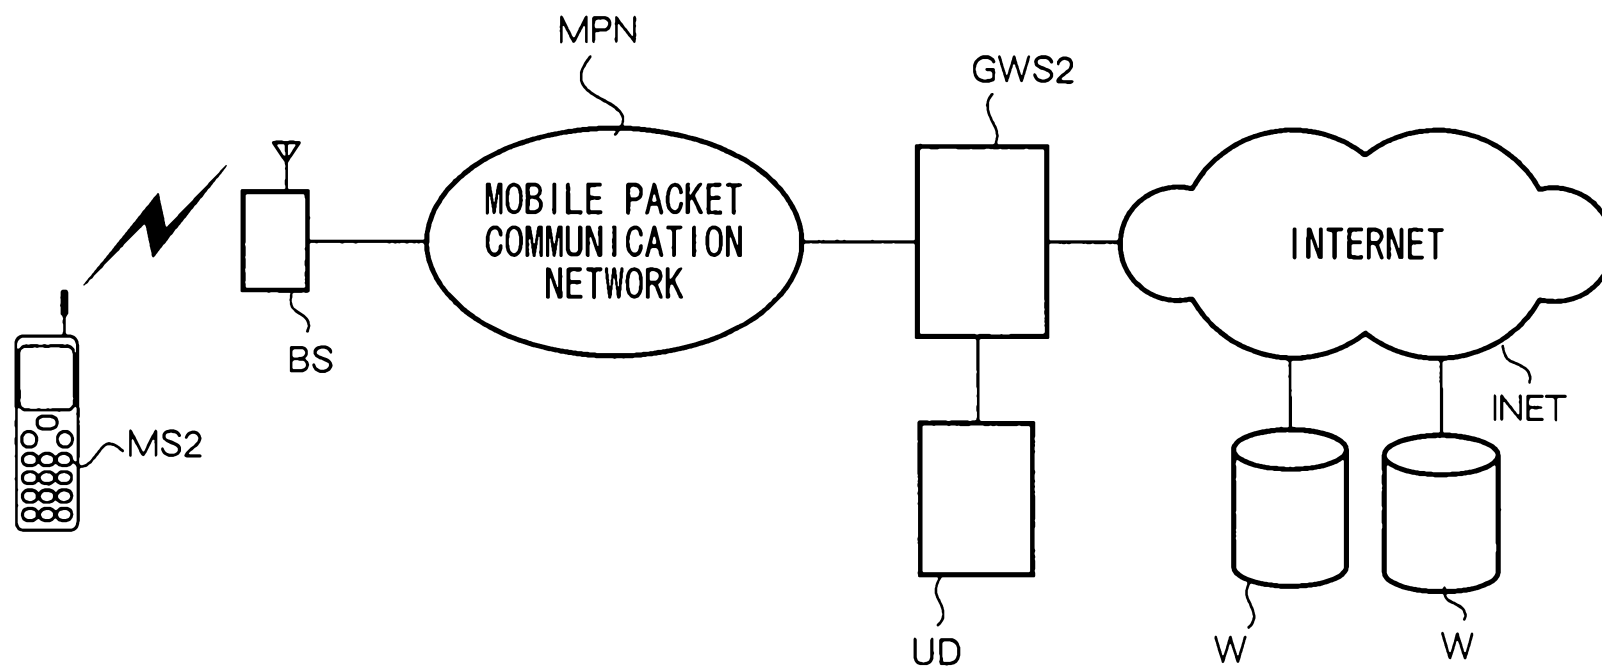 MPN
GWS2
MOBILE PACKET
COMMUNICATION
NETWORK
INTERNET
BS
INET
MS2
UD
W
W